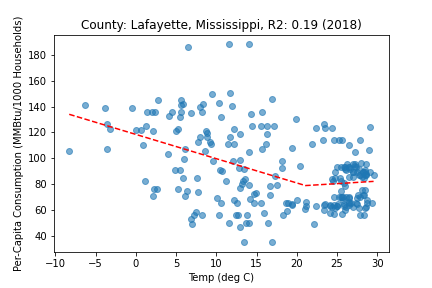 County: Lafayette, Mississippi, R2: 0.19 (2018)
Per-Capita Consumption (MMBtu/1000 Households)
180
160
140
120
100
80
60
40
−10 −5 0 5 10 15 20 25 30
Temp (deg C)